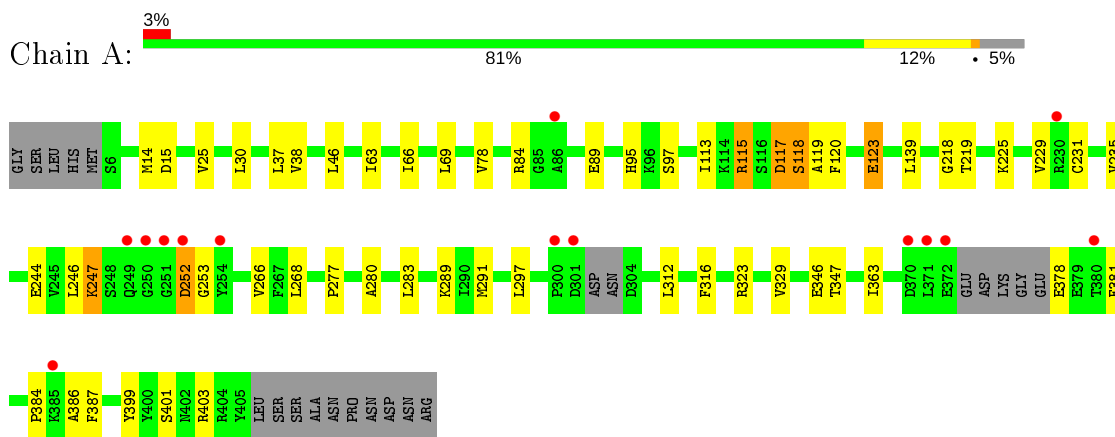 3%
Chain A:
81% 12% • 5%
GLY SER LEU HIS MET S6 M14 D15 V25 L30 L37 V38 L46 I63 I66 L69 V78 R84 G85 A86 E89 H95 K96 S97 I113 K114 R115 S116 D117 S118 A119 F120 E123 L139 G218 T219 K225 V229 R230 C231
E244 V245 L246 K247 S248 Q249 G250 G251 D252 G253 Y254 V266 F267 L268 P277 A280 L283 K289 I290 M291 L297 P300 D301 ASP ASN D304 L312 F316 R323 V329 E346 T347 I363 D370 L371 E372 GLU ASP LYS GLY GLU E378 E379 T380
P384 K385 A386 F387 Y399 Y400 S401 N402 R403 R404 Y405 LEU SER SER ALA ASN PRO ASN ASP ASN ARG